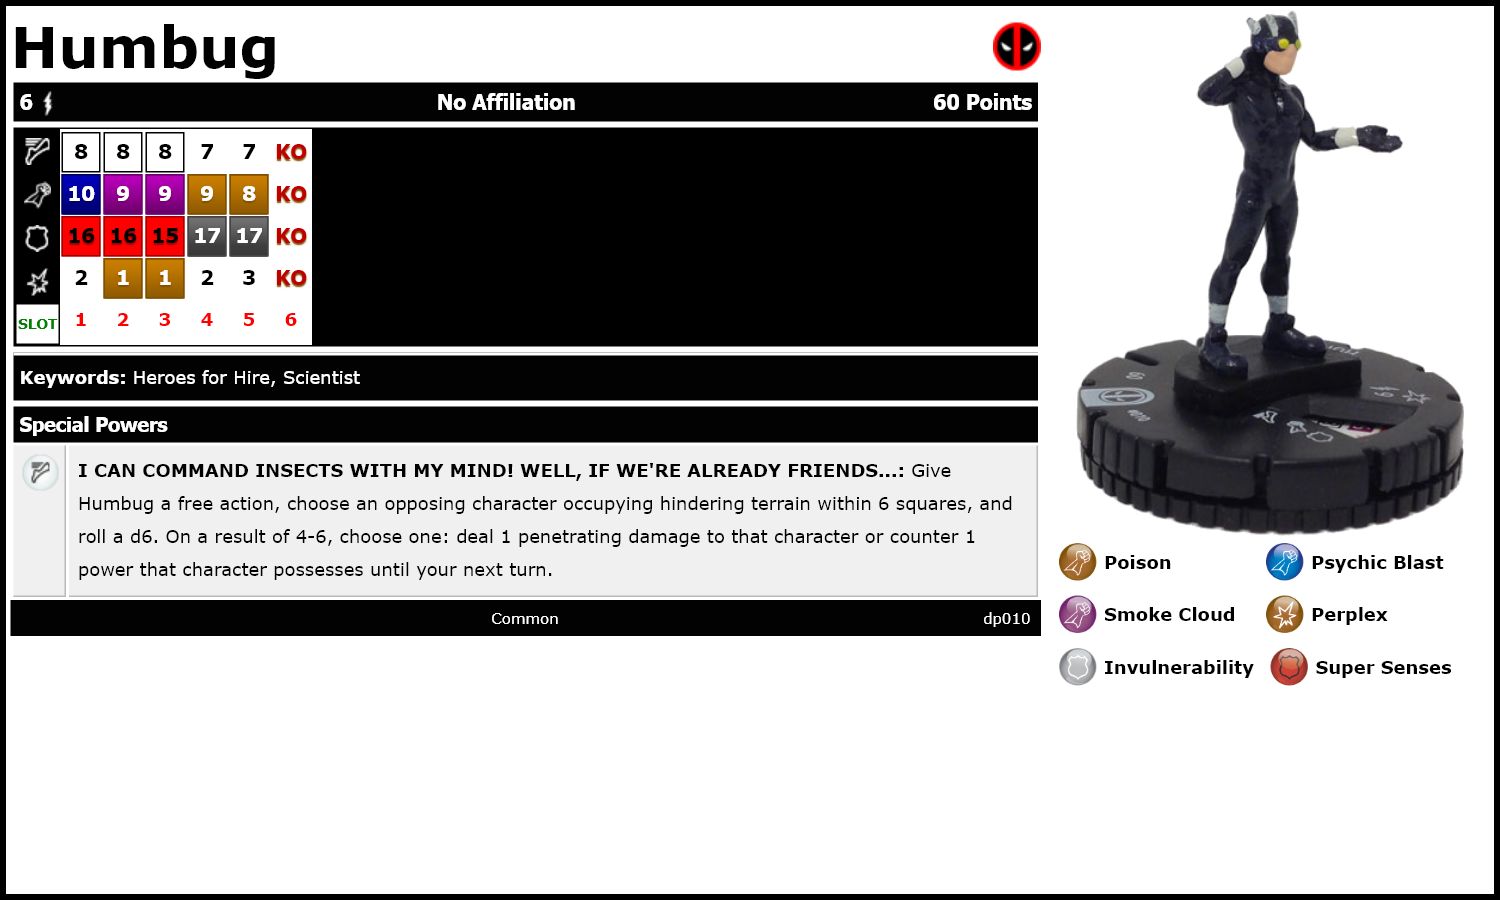 Humbug
6 No Affiliation 60 Points
8 8 8 7 7 KO
10 9 9 9 8 KO
16 16 15 17 17 KO
2 1 1 2 3 KO
SLOT 1 2 3 4 5 6
Keywords: Heroes for Hire, Scientist
Special Powers
I CAN COMMAND INSECTS WITH MY MIND! WELL, IF WE'RE ALREADY FRIENDS...: Give
Humbug a free action, choose an opposing character occupying hindering terrain within 6 squares, and
roll a d6. On a result of 4-6, choose one: deal 1 penetrating damage to that character or counter 1
power that character possesses until your next turn.
Common dp010
60
#010
6
Poison Psychic Blast
Smoke Cloud Perplex
Invulnerability Super Senses